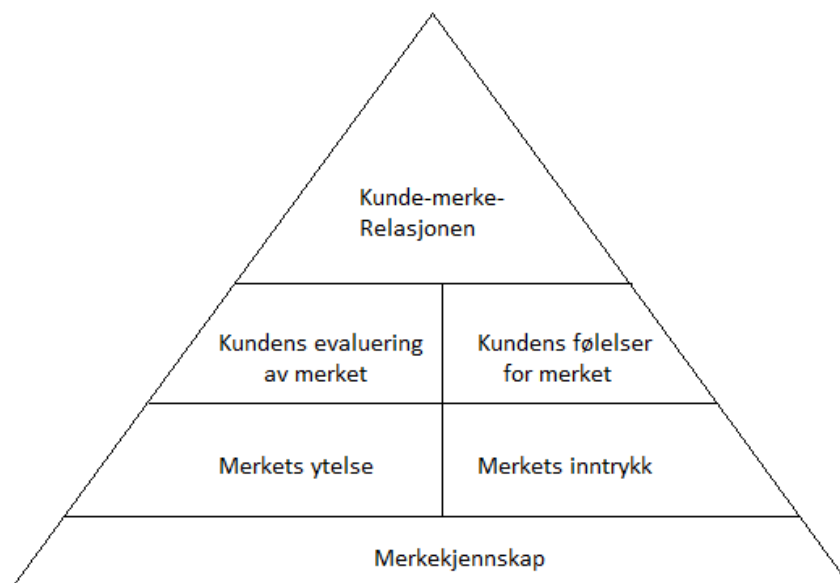 Kunde-merke-
Relasjonen
Kundens evaluering
av merket
Kundens følelser
for merket
Merkets ytelse
Merkets inntrykk
Merkekjennskap